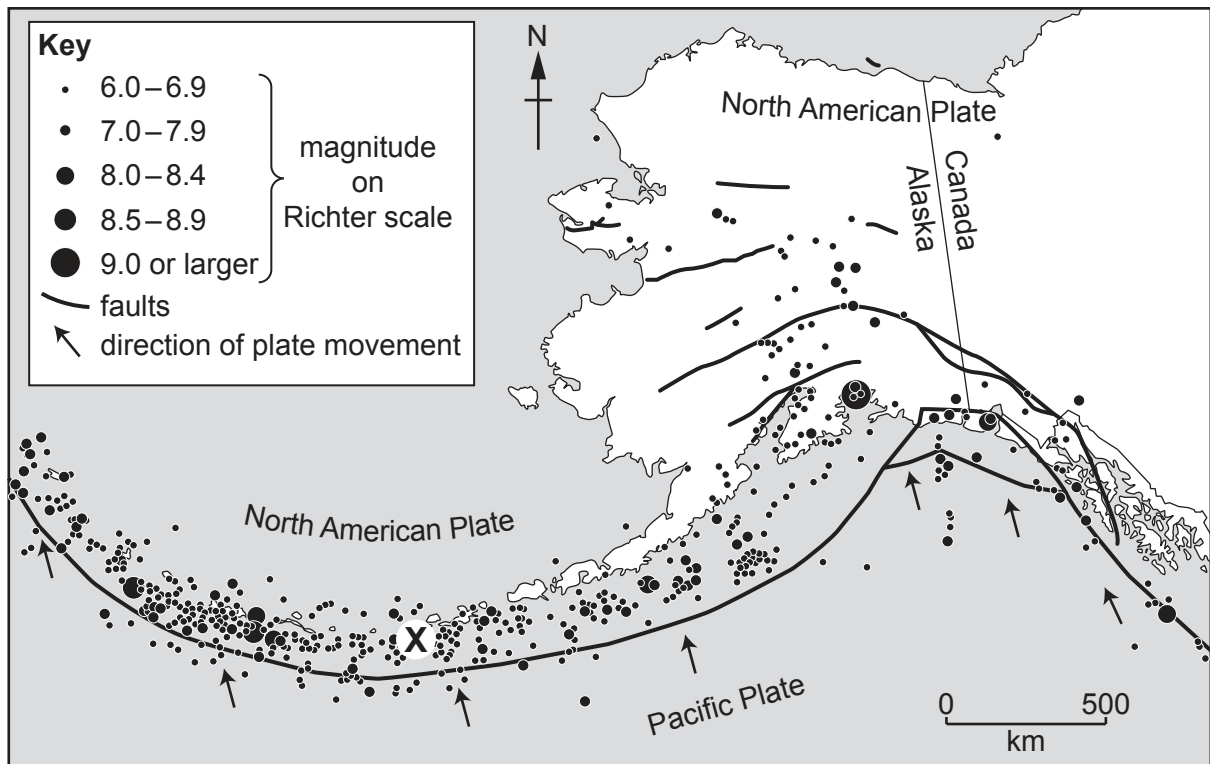 Key
6.0–6.9
7.0–7.9
8.0–8.4
8.5–8.9
9.0 or larger
magnitude
on
Richter scale
faults
direction of plate movement
N
North American Plate
Canada
Alaska
North American Plate
X
Pacific Plate
0 500
km